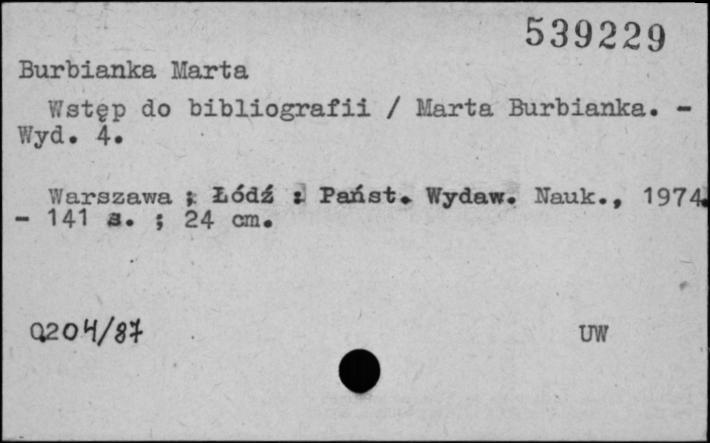 539229
Burbianka Marta
Wstęp do bibliografii / Marta Burbianka. -
Wyd. 4.
Warszawa ; Łódź : Państ. Wydaw. Nauk., 1974.
- 141 s. ; 24 cm.
Q204/87
UW